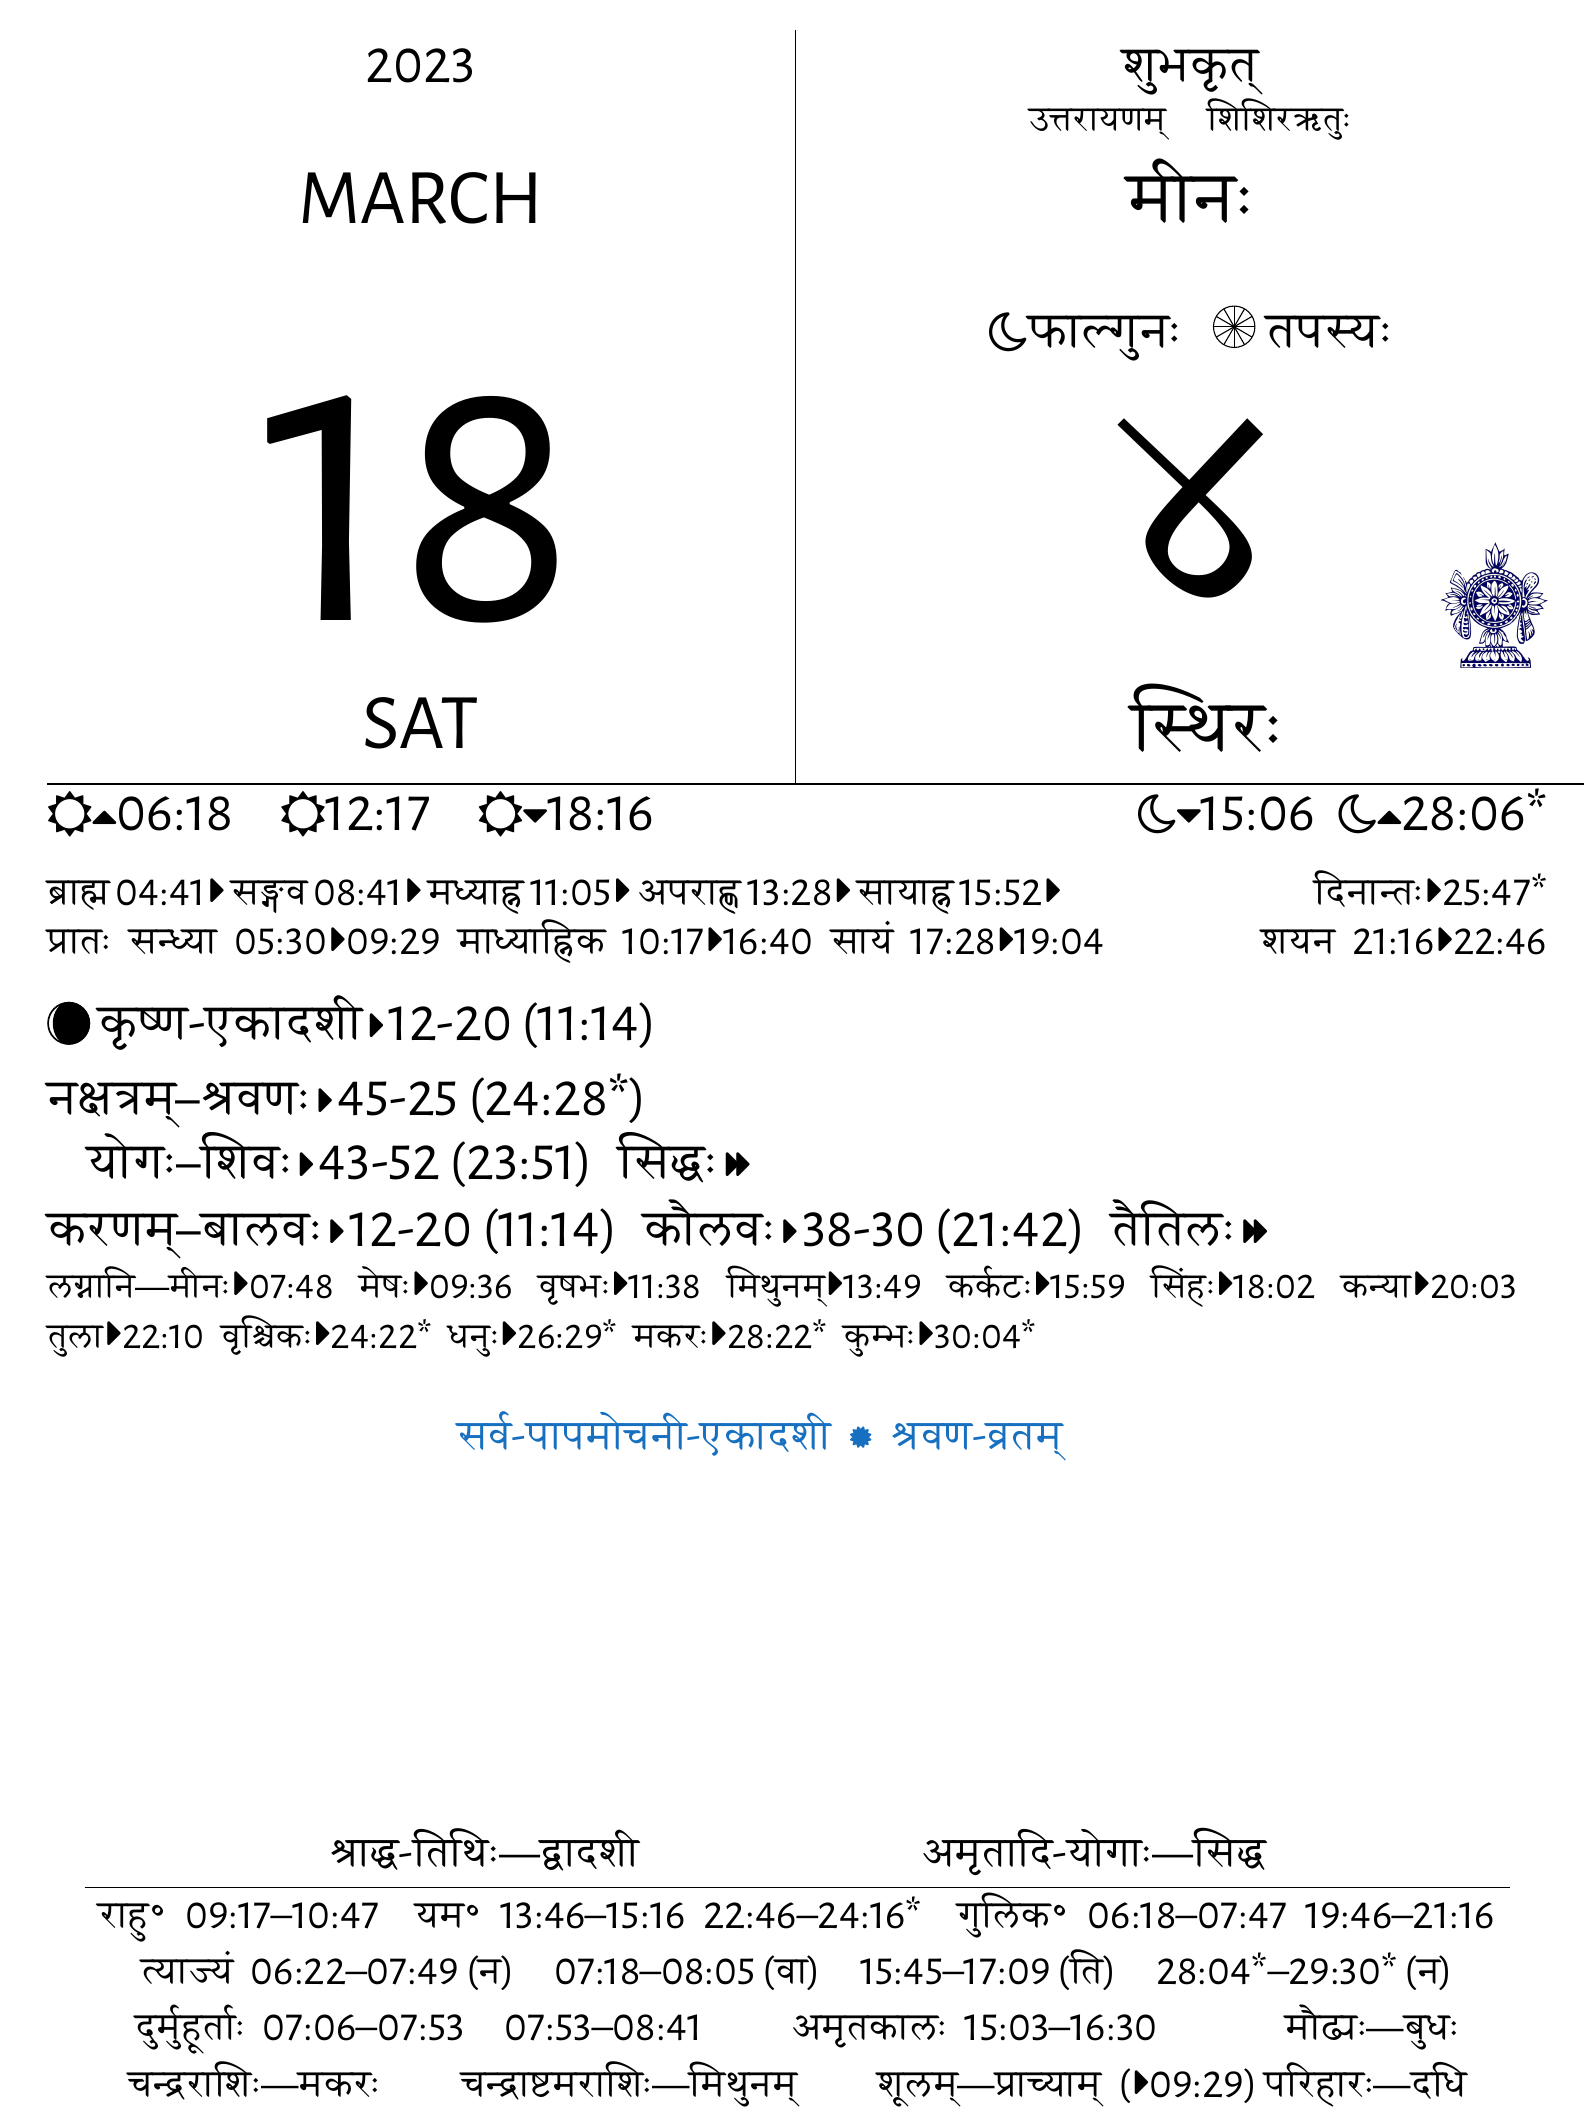 2023
MARCH
18
SAT
शुभकृत्
उत्तरायणम् शिशिरऋतुः
मीनः
फाल्गुनः तपस्यः
४
स्थिरः
06:18 12:17 18:16 15:06 28:06*
ब्राह्म 04:41 सङ्गव 08:41 मध्याह्न 11:05 अपराह्ण 13:28 सायाह्न 15:52 दिनान्तः 25:47*
प्रातः सन्ध्या 05:30 09:29 माध्याह्निक 10:17 16:40 सायं 17:28 19:04 शयन 21:16 22:46
कृष्ण-एकादशी 12-20 (11:14)
नक्षत्रम्–श्रवणः 45-25 (24:28*)
योगः–शिवः 43-52 (23:51) सिद्धः
करणम्–बालवः 12-20 (11:14) कौलवः 38-30 (21:42) तैतिलः
लग्नानि—मीनः 07:48 मेषः 09:36 वृषभः 11:38 मिथुनम् 13:49 कर्कटः 15:59 सिंहः 18:02 कन्या 20:03
तुला 22:10 वृश्चिकः 24:22* धनुः 26:29* मकरः 28:22* कुम्भः 30:04*
सर्व-पापमोचनी-एकादशी श्रवण-व्रतम्
श्राद्ध-तिथिः—द्वादशी अमृतादि-योगाः—सिद्ध
राहु॰ 09:17–10:47 यम॰ 13:46–15:16 22:46–24:16* गुलिक॰ 06:18–07:47 19:46–21:16
त्याज्यं 06:22–07:49 (न) 07:18–08:05 (वा) 15:45–17:09 (ति) 28:04*–29:30* (न)
दुर्मुहूर्ताः 07:06–07:53 07:53–08:41 अमृतकालः 15:03–16:30 मौढ्यः—बुधः
चन्द्रराशिः—मकरः चन्द्राष्टमराशिः—मिथुनम् शूलम्—प्राच्याम् (09:29) परिहारः—दधि